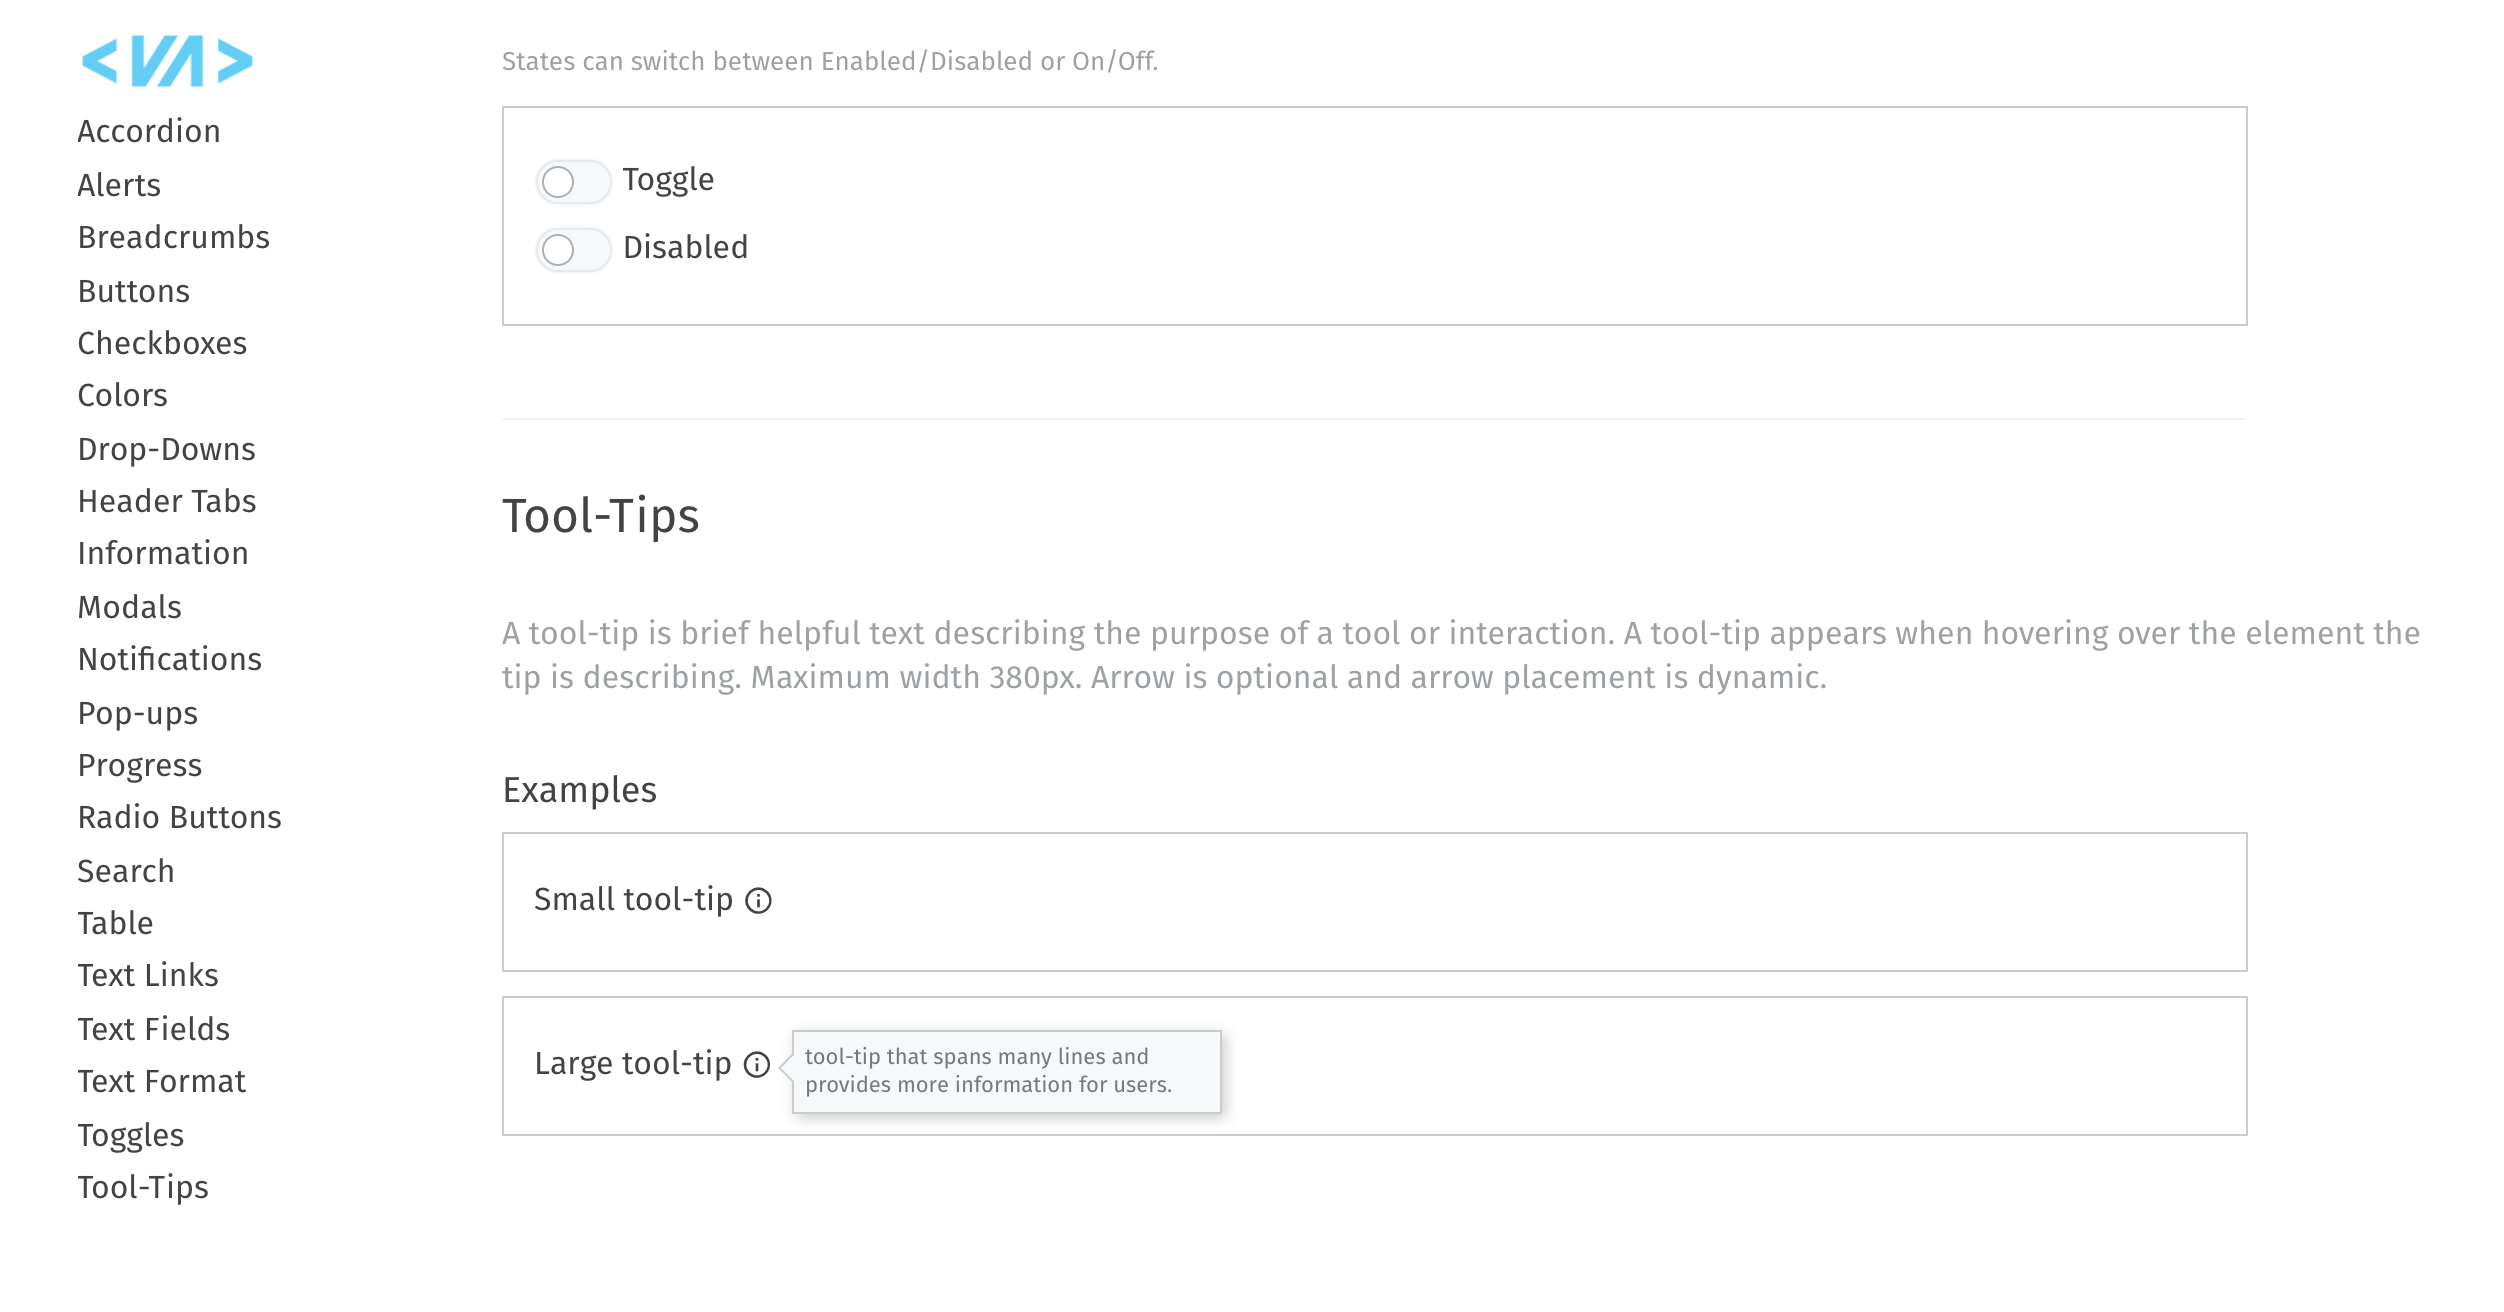 <VA>
Accordion
Alerts
Breadcrumbs
Buttons
Checkboxes
Colors
Drop-Downs
Header Tabs
Information
Modals
Notifications
Pop-ups
Progress
Radio Buttons
Search
Table
Text Links
Text Fields
Text Format
Toggles
Tool-Tips
States can switch between Enabled/Disabled or On/Off.
Toggle
Disabled
Tool-Tips
A tool-tip is brief helpful text describing the purpose of a tool or interaction. A tool-tip appears when hovering over the element the
tip is describing. Maximum width 380px. Arrow is optional and arrow placement is dynamic.
Examples
Small tool-tip
Large tool-tip
tool-tip that spans many lines and
provides more information for users.